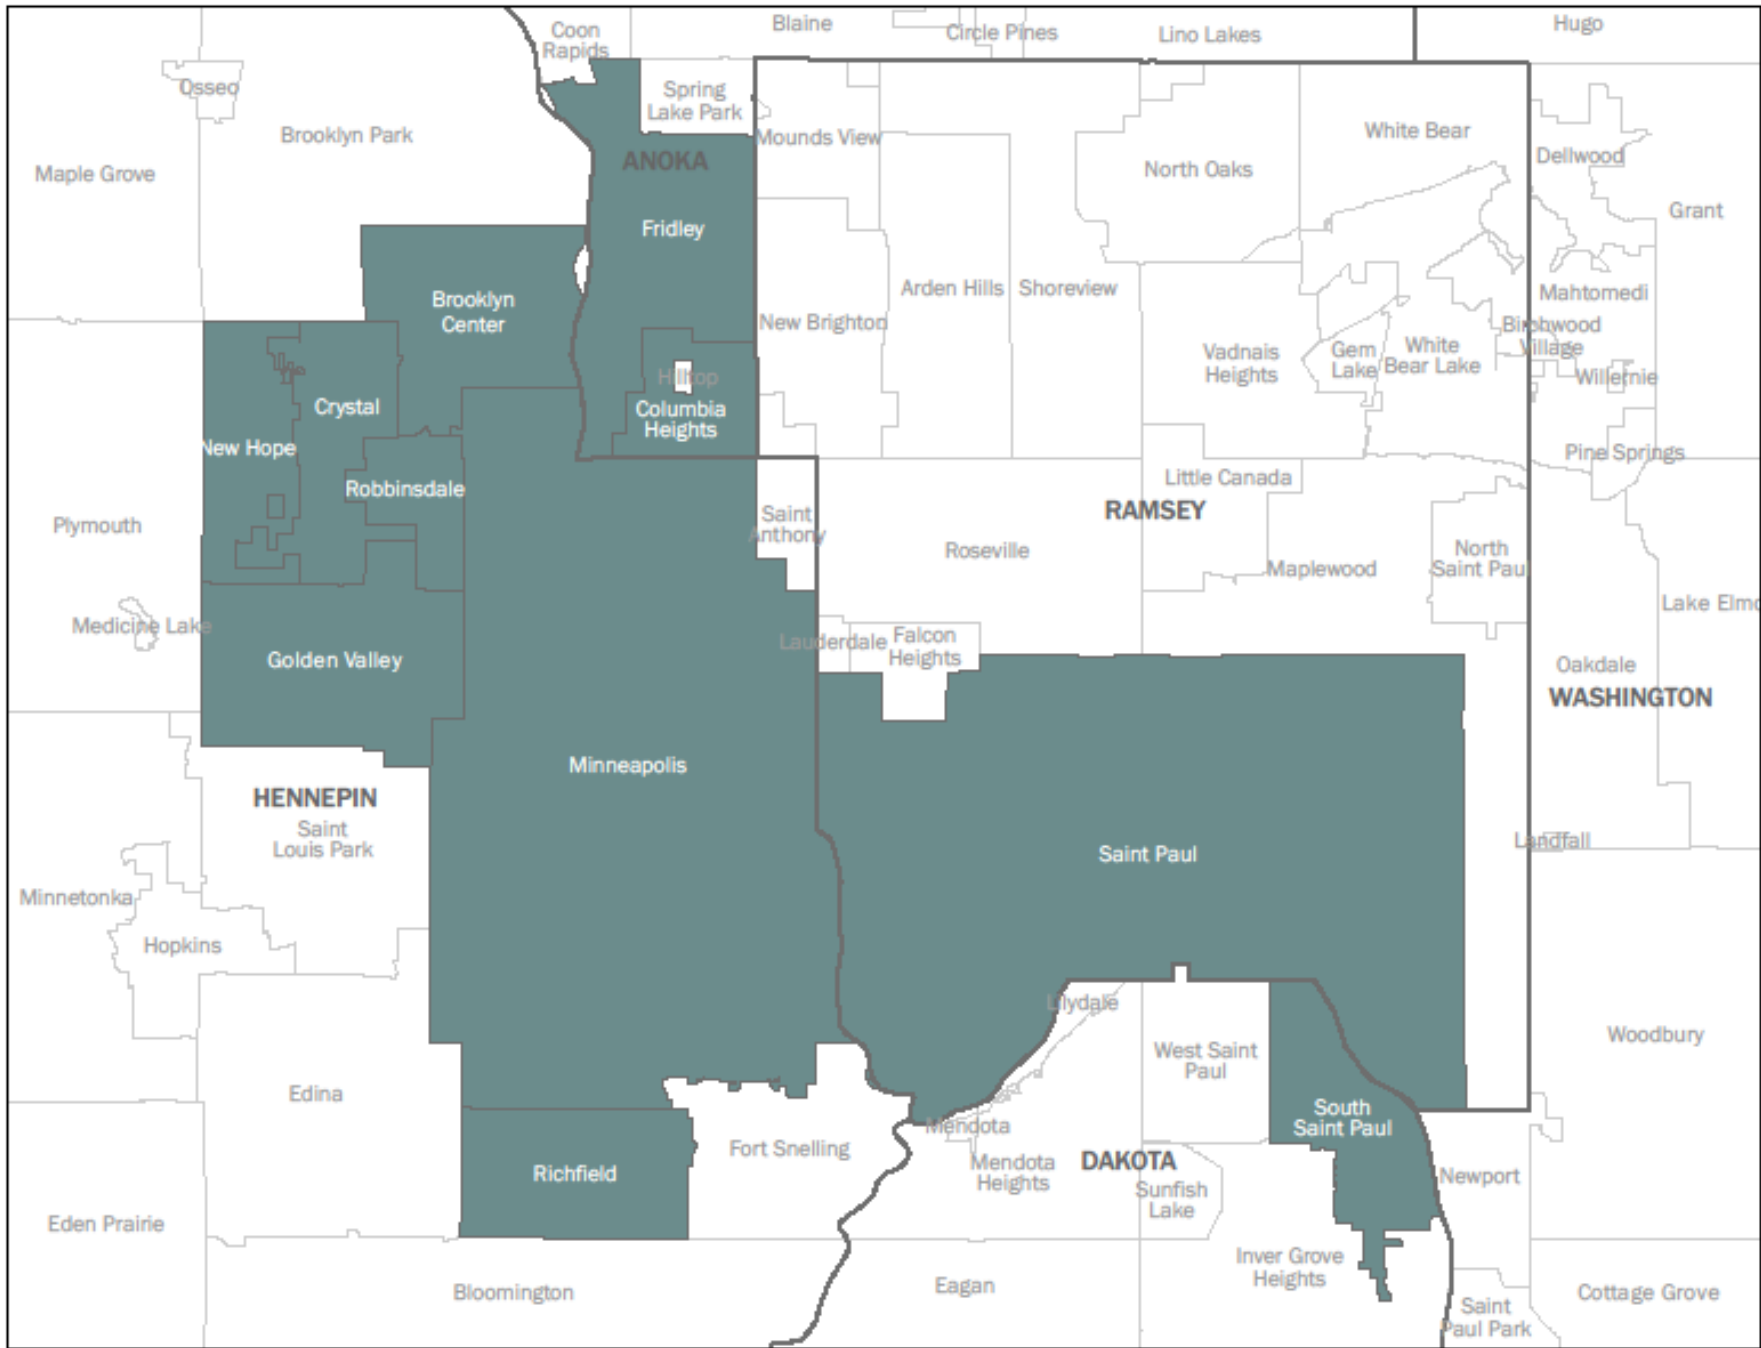 Coon
Rapids
Blaine
Circle Pines
Lino Lakes
Hugo
Osseo
Spring
Lake Park
Brooklyn Park
Mounds View
White Bear
Dellwood
Maple Grove
ANOKA
North Oaks
Grant
Fridley
Brooklyn
Center
Arden Hills
Shoreview
Mahtomedi
New Brighton
Birchwood
Village
Vadnais
Heights
Gem
Lake
White
Bear Lake
Hilltop
Willernie
Crystal
Columbia
Heights
New Hope
Pine Springs
Robbinsdale
Little Canada
RAMSEY
Plymouth
Saint
Anthony
Roseville
Maplewood
North
Saint Paul
Lake Elmo
Medicine Lake
Lauderdale
Falcon
Heights
Golden Valley
Oakdale
WASHINGTON
Minneapolis
HENNEPIN
Saint
Louis Park
Saint Paul
Landfall
Minnetonka
Hopkins
Lilydale
Woodbury
Edina
West Saint
Paul
South
Saint Paul
Mendota
Fort Snelling
Richfield
Mendota
Heights
DAKOTA
Sunfish
Lake
Newport
Eden Prairie
Inver Grove
Heights
Bloomington
Eagan
Cottage Grove
Saint
Paul Park